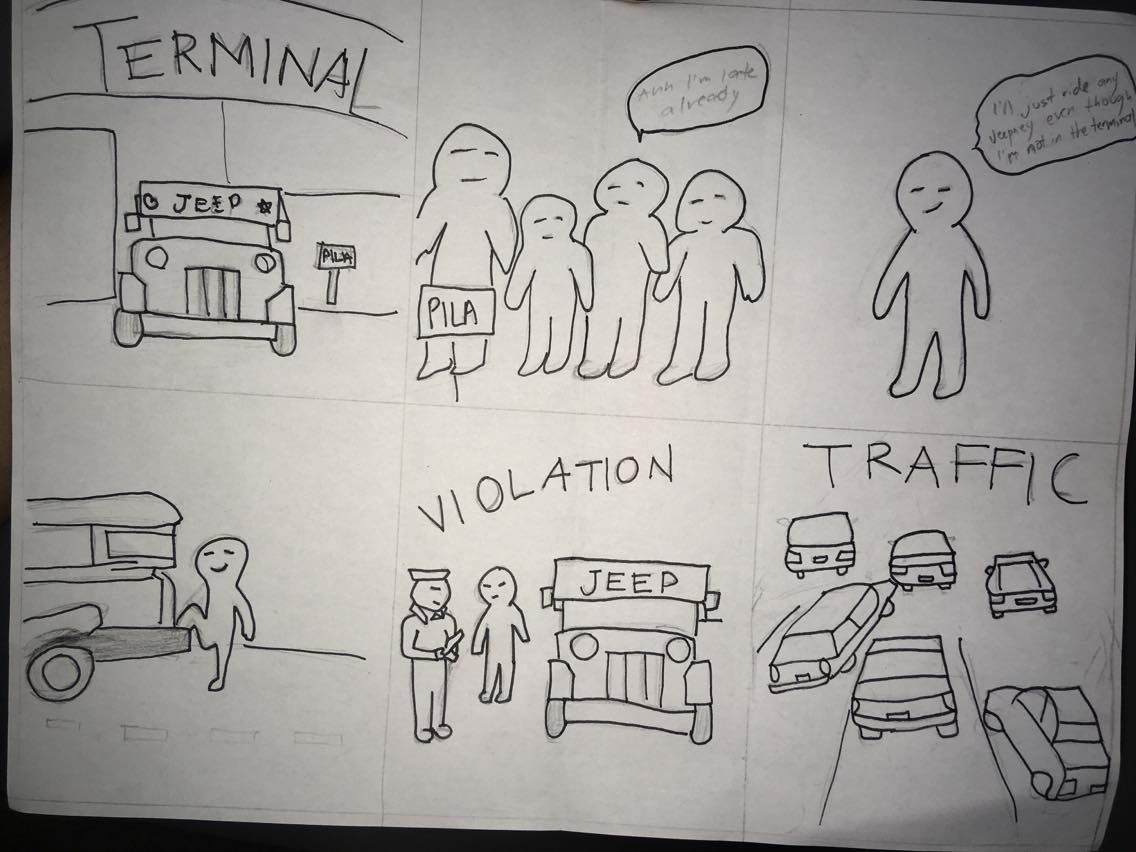 TERMINAL
JEEP
PILA
Ahh I'm late
already
PILA
I'll just ride any
jeepney even though
I'm not in the terminal
VIOLATION
JEEP
TRAFFIC